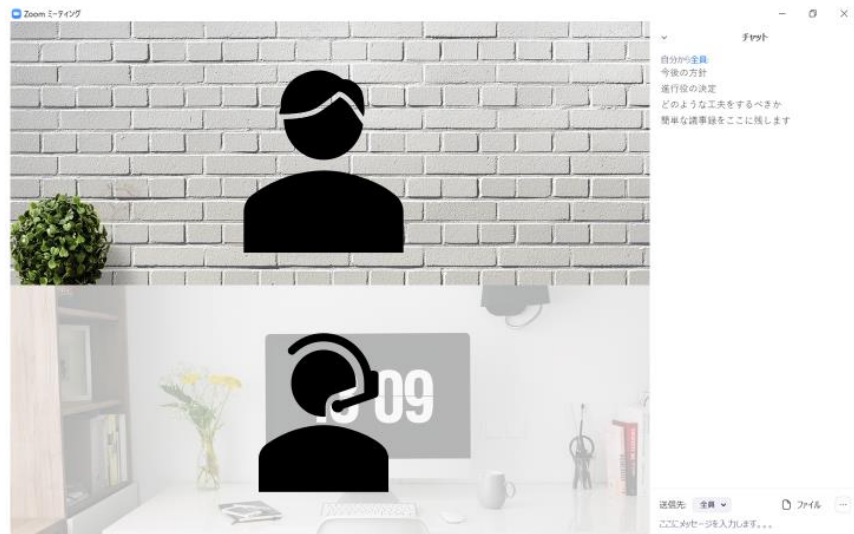 Zoom ミーティング
チャット
自分から全員:
今後の方針
進行役の決定
どのような工夫をするべきか
簡単な議事録をここに残します
09
送信先: 全員
ファイル
ここにメッセージを入力します。。。